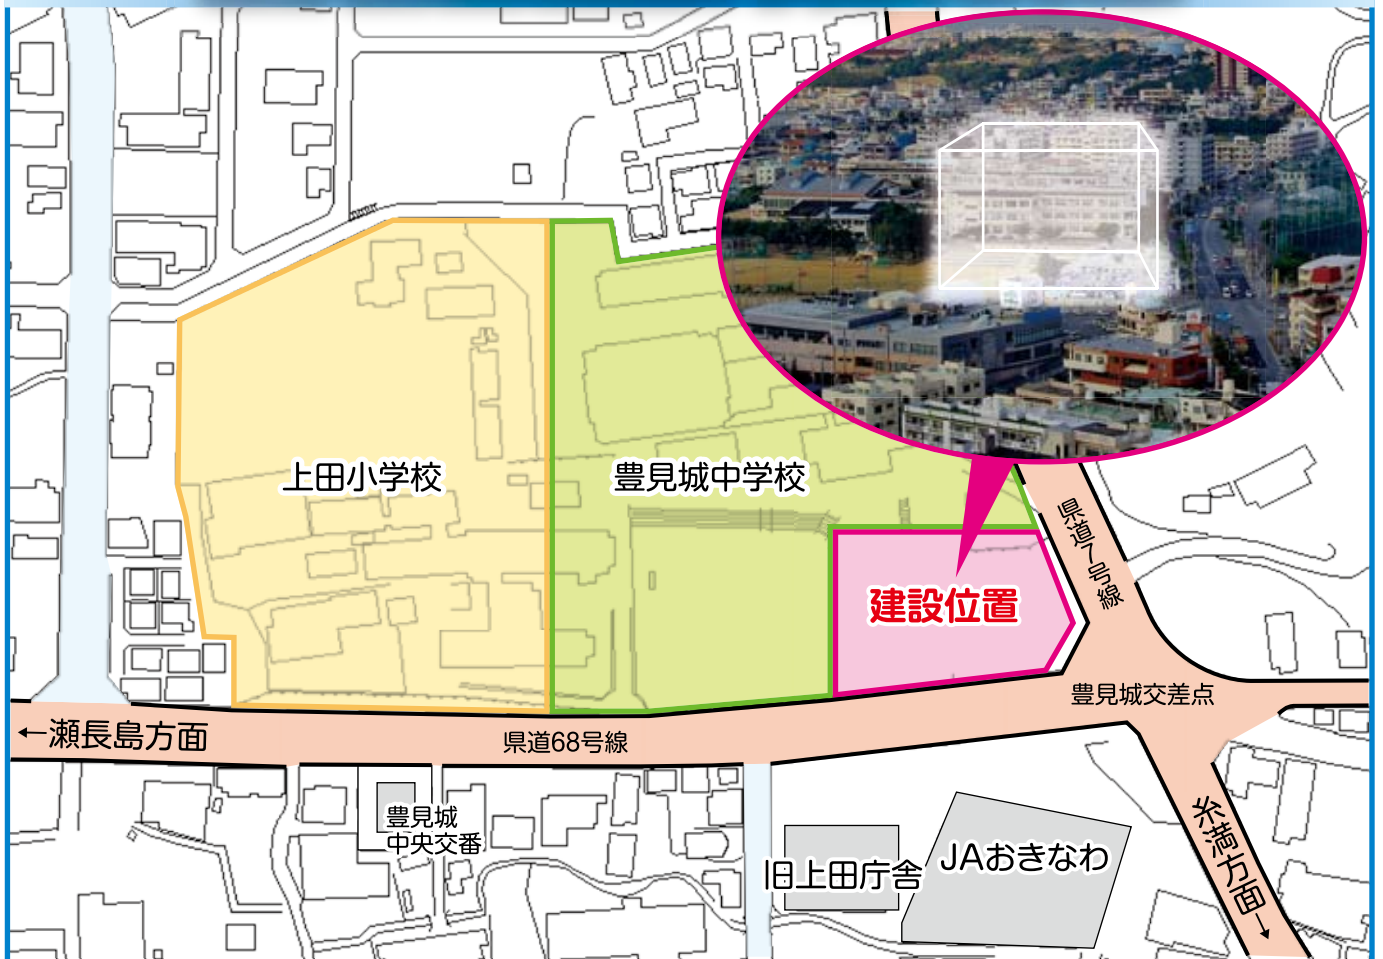 上田小学校
豊見城中学校
県道7号線
建設位置
豊見城交差点
←瀬長島方面
県道68号線
豊見城
中央交番
旧上田庁舎
JAおきなわ
糸満方面→